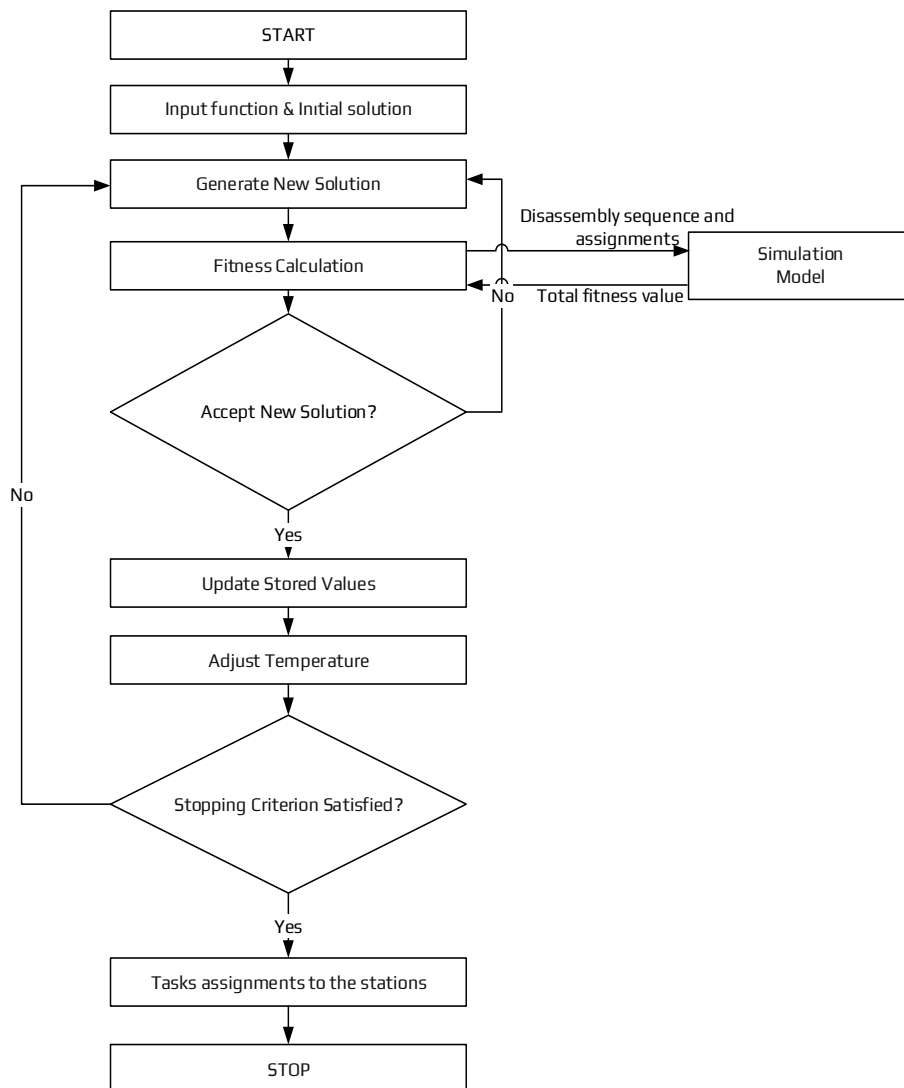 START
Input function & Initial solution
Generate New Solution
Disassembly sequence and
assignments
Fitness Calculation
Simulation
Model
No
Total fitness value
Accept New Solution?
No
Yes
Update Stored Values
Adjust Temperature
Stopping Criterion Satisfied?
Yes
Tasks assignments to the stations
STOP